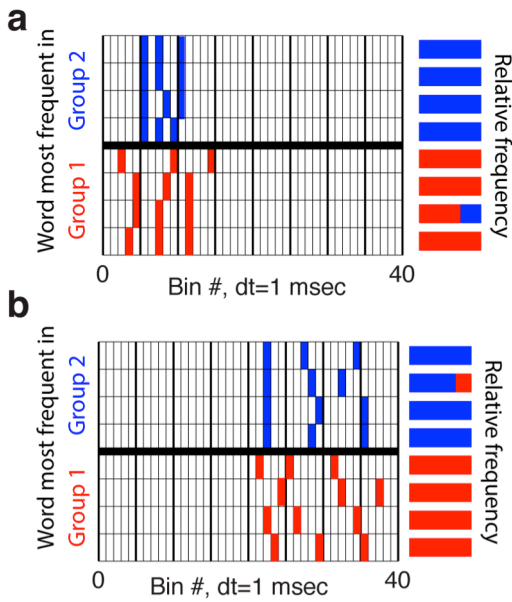 a
Word most frequent in
Group 2
Group 1
Relative frequency
0
40
Bin #, dt=1 msec
b
Word most frequent in
Group 2
Group 1
Relative frequency
0
40
Bin #, dt=1 msec